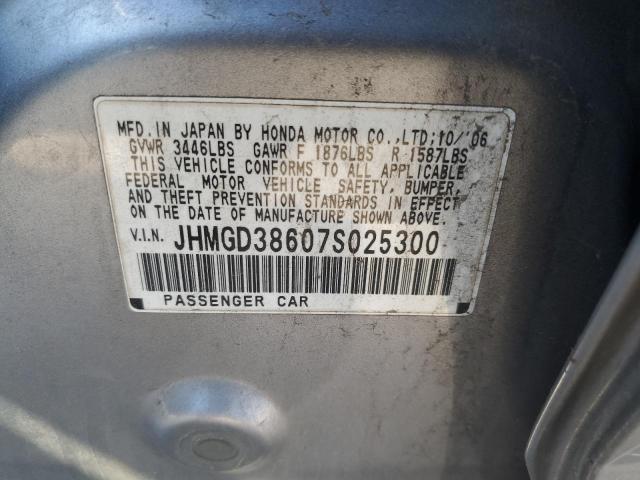 MFD. IN JAPAN BY HONDA MOTOR CO., LTD; 10/'06
GVWR 3446LBS GAWR F 1876LBS R 1587LBS
THIS VEHICLE CONFORMS TO ALL APPLICABLE
FEDERAL MOTOR VEHICLE SAFETY, BUMPER,
AND THEFT PREVENTION STANDARDS IN EFFECT
ON THE DATE OF MANUFACTURE SHOWN ABOVE.
V.I.N. JHMGD38607S025300
PASSENGER CAR